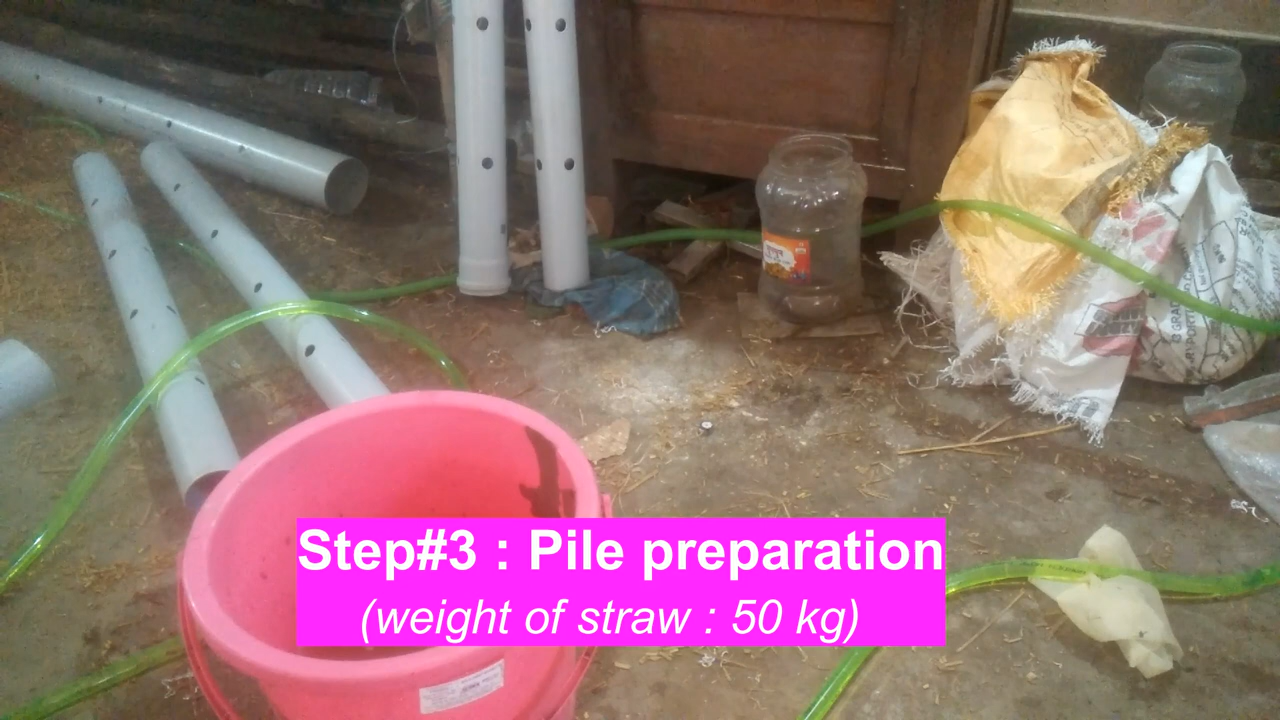 Step#3 : Pile preparation
(weight of straw : 50 kg)